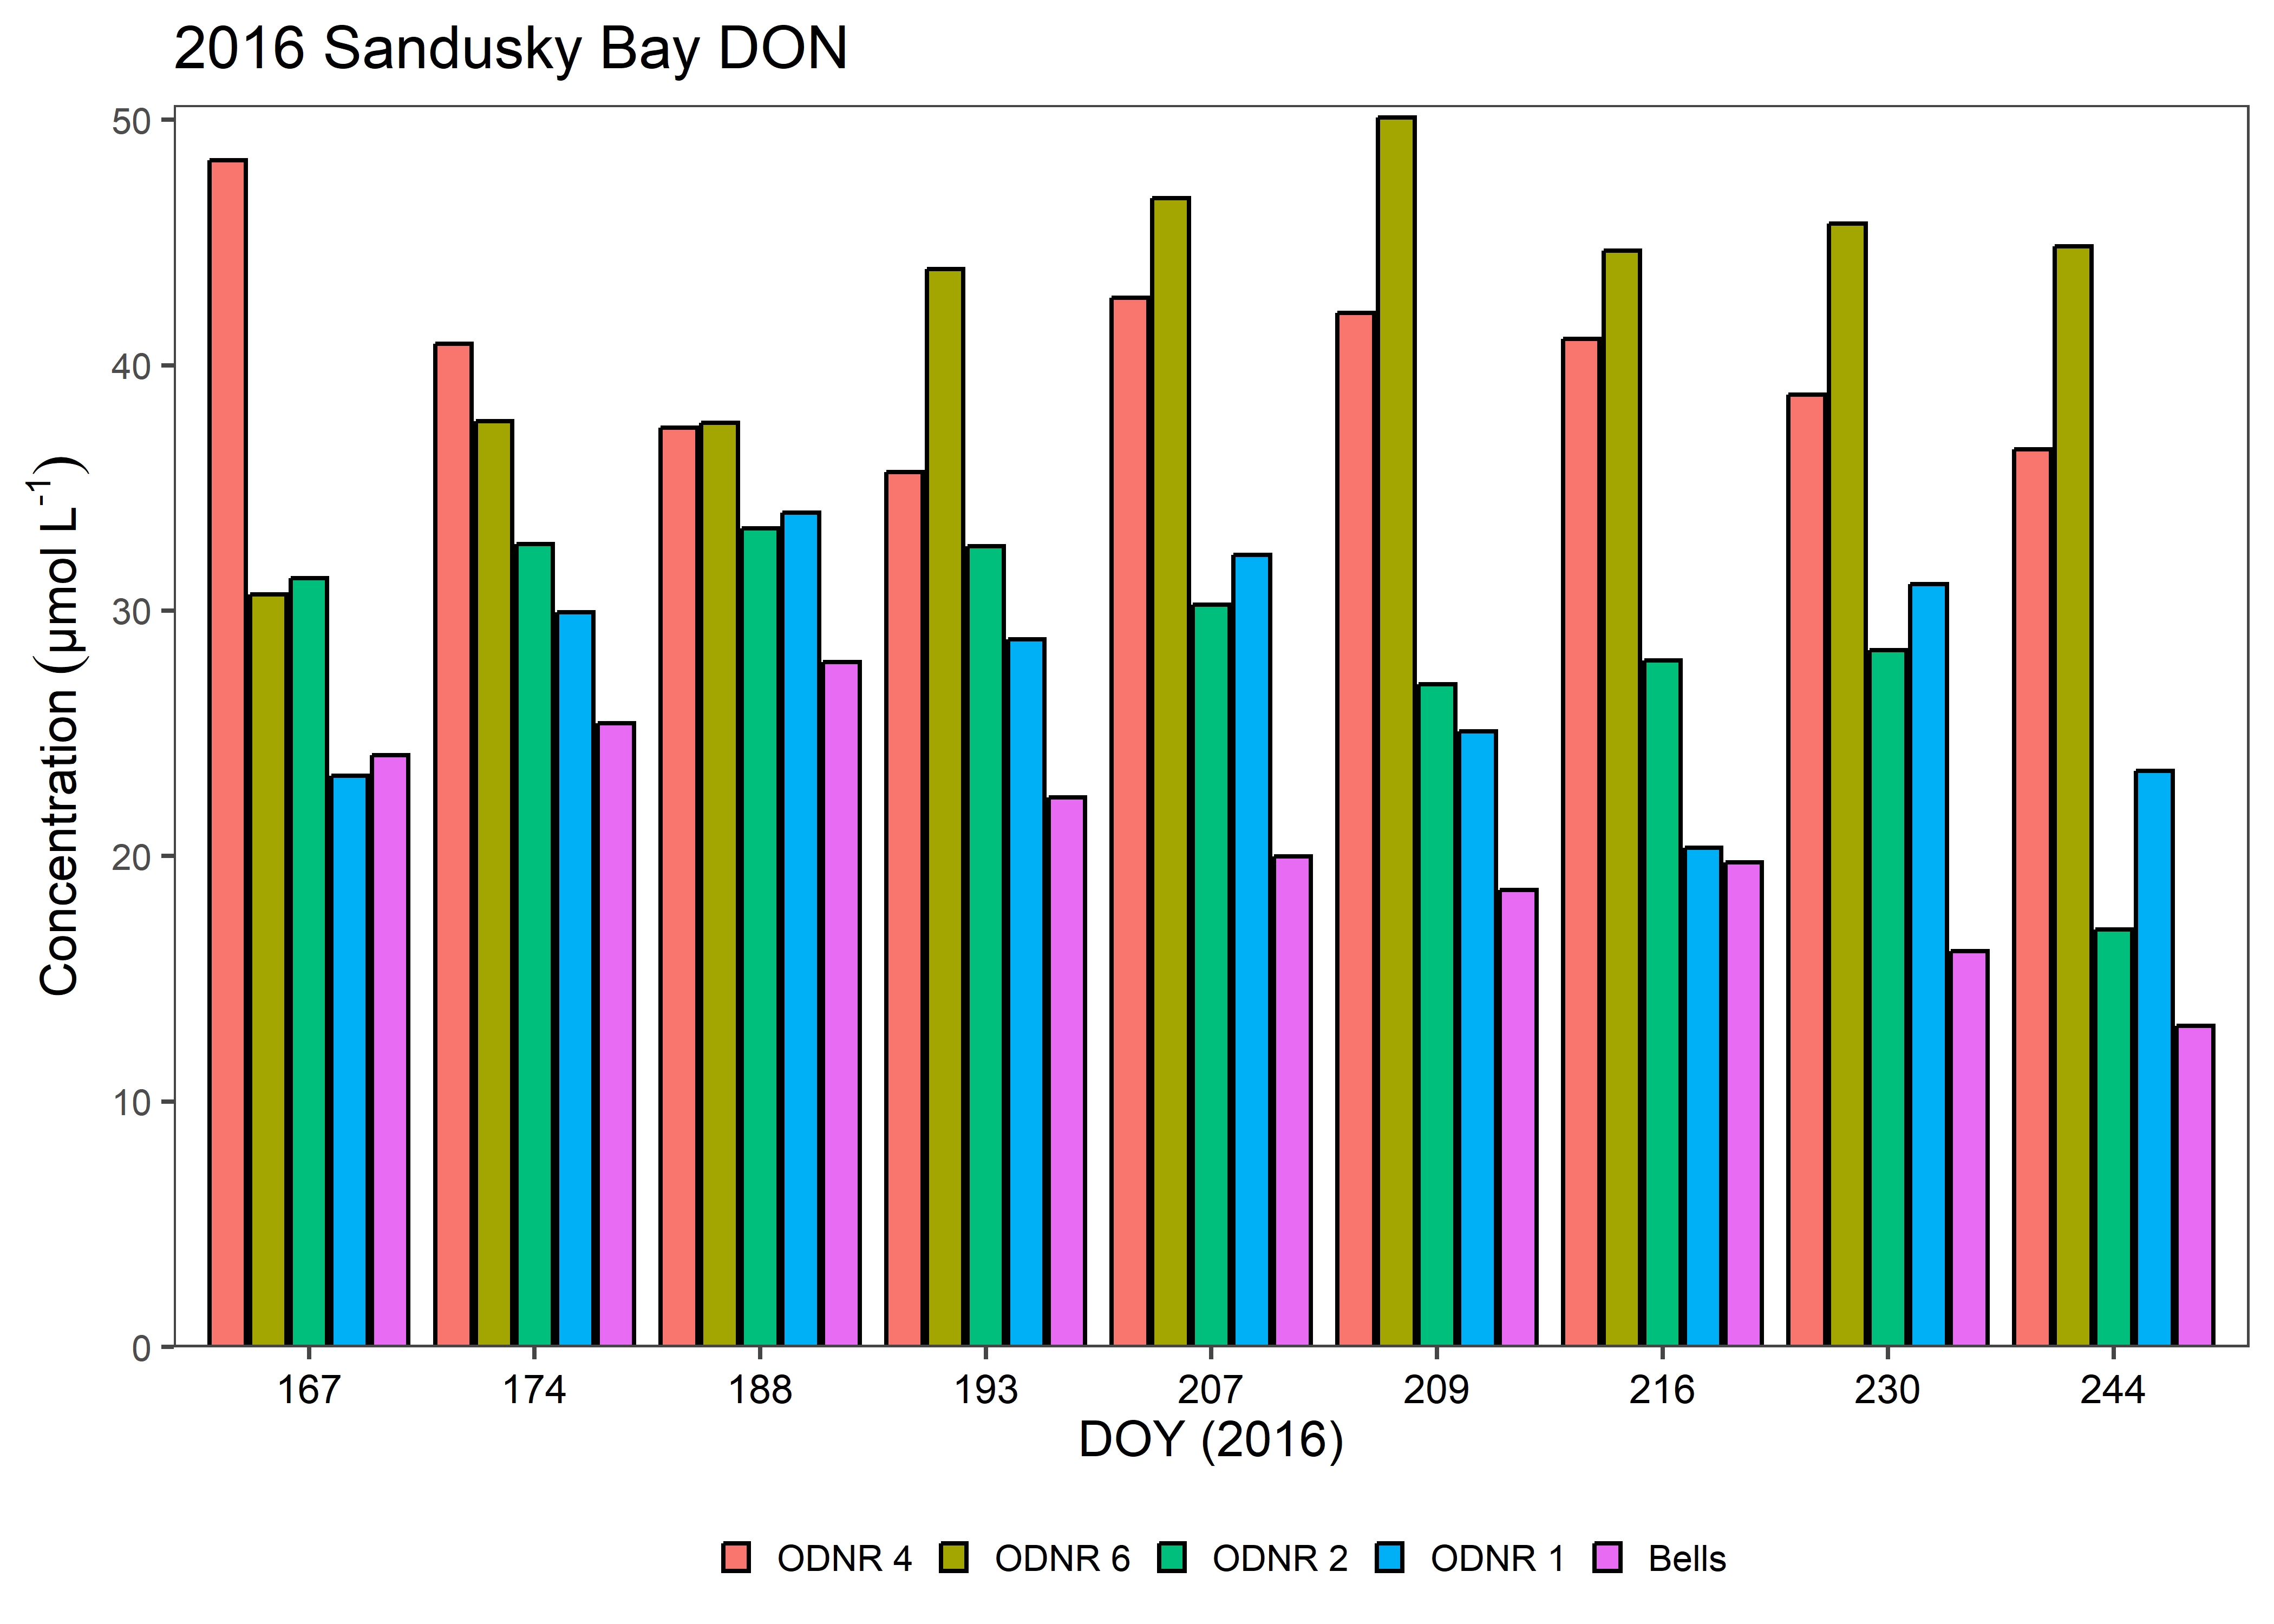 2016 Sandusky Bay DON
50
40
30
20
10
0
Concentration (µmol L⁻¹)
167 174 188 193 207 209 216 230 244
DOY (2016)
ODNR 4 ODNR 6 ODNR 2 ODNR 1 Bells